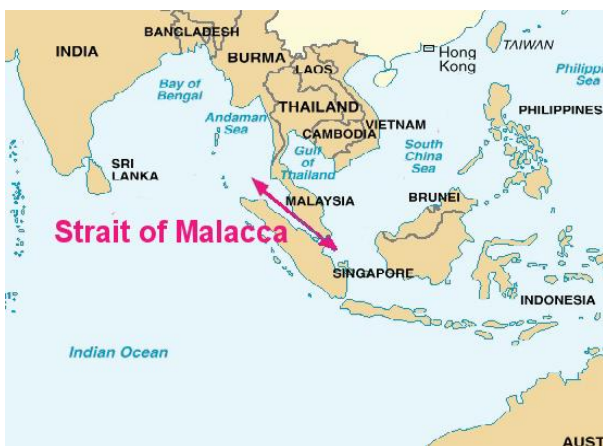 BANGLADESH
INDIA
BURMA
Hong
Kong
TAIWAN
LAOS
Bay of
Bengal
THAILAND
Philippi
Sea
Andaman
Sea
PHILIPPINES
VIETNAM
CAMBODIA
Gulf
of
Thailand
South
China
Sea
SRI
LANKA
MALAYSIA
BRUNEI
Strait of Malacca
SINGAPORE
INDONESIA
Indian Ocean
AUST